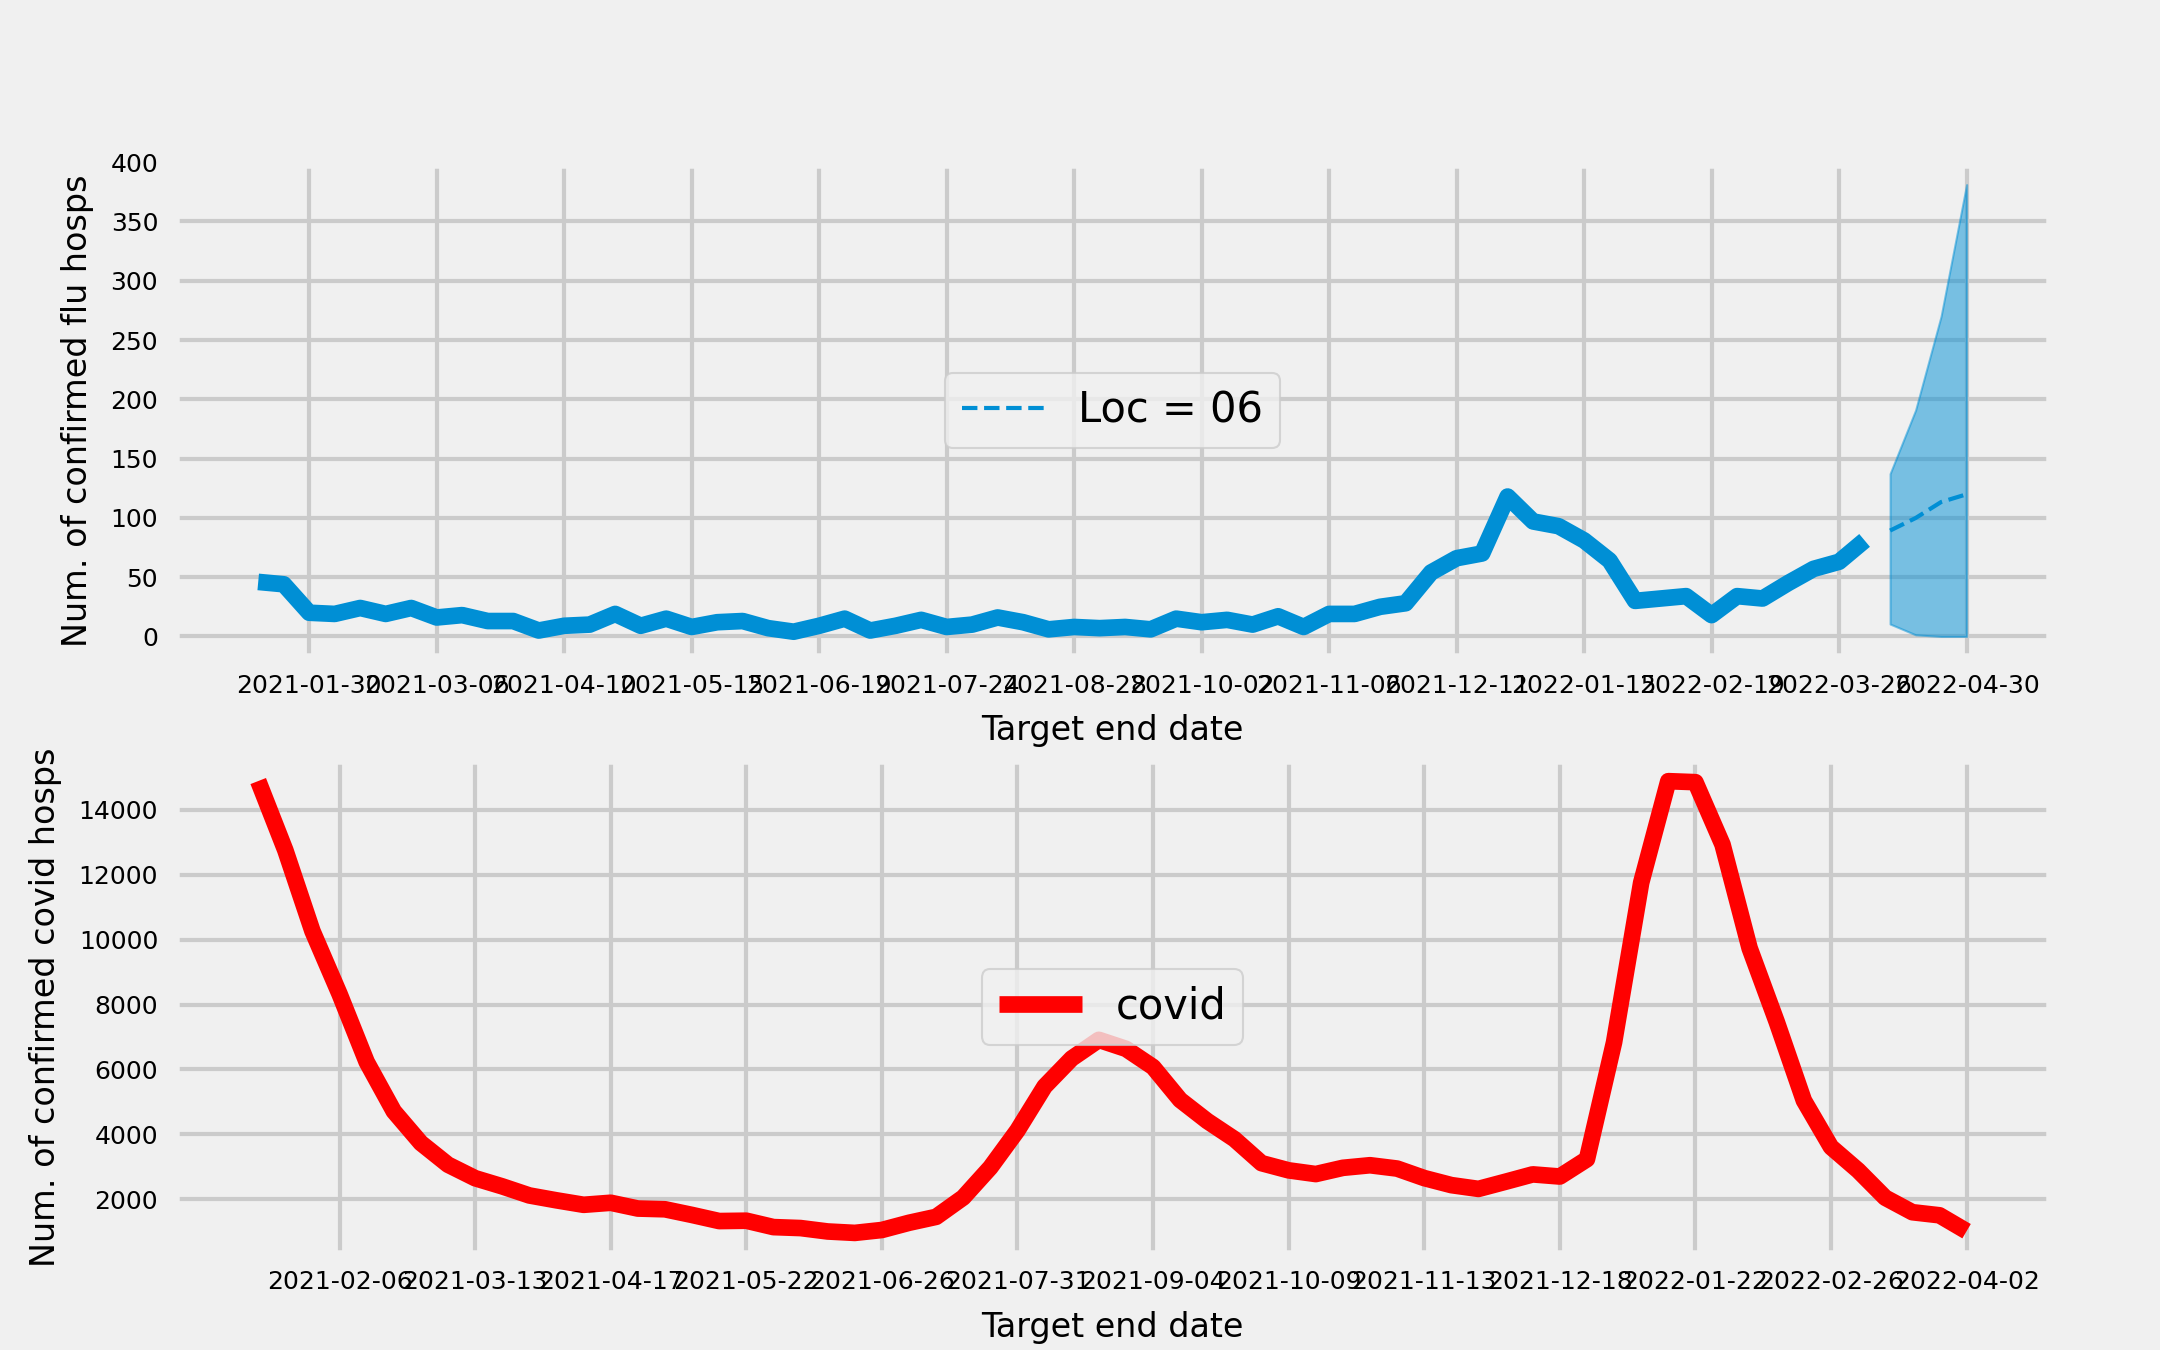 Num. of confirmed flu hosps
400
350
300
250
200
150
100
50
0
Loc = 06
2021-01-30 2021-03-06 2021-04-10 2021-05-15 2021-06-19 2021-07-24 2021-08-28 2021-10-02 2021-11-06 2021-12-11 2022-01-15 2022-02-19 2022-03-26 2022-04-30
Target end date
Num. of confirmed covid hosps
14000
12000
10000
8000
6000
4000
2000
covid
2021-02-06 2021-03-13 2021-04-17 2021-05-22 2021-06-26 2021-07-31 2021-09-04 2021-10-09 2021-11-13 2021-12-18 2022-01-22 2022-02-26 2022-04-02
Target end date